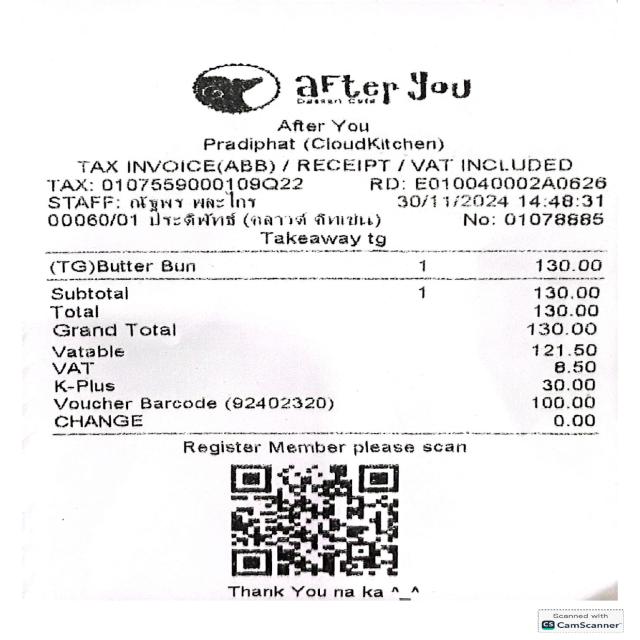 after you
Dessert Cafe
After You
Pradiphat (CloudKitchen)
TAX INVOICE(ABB) / RECEIPT / VAT INCLUDED
TAX: 0107559000109Q22 RD: E010040002A0626
STAFF: ณัฐพร พละไกร 30/11/2024 14:48:31
00060/01 ประดิพัทธ์ (คลาวด์ คิทเช่น) No: 01078685
Takeaway tg
(TG)Butter Bun 1 130.00
Subtotal 1 130.00
Total 130.00
Grand Total 130.00
Vatable 121.50
VAT 8.50
K-Plus 30.00
Voucher Barcode (92402320) 100.00
CHANGE 0.00
Register Member please scan
Thank You na ka ^_^
Scanned with
CS CamScanner